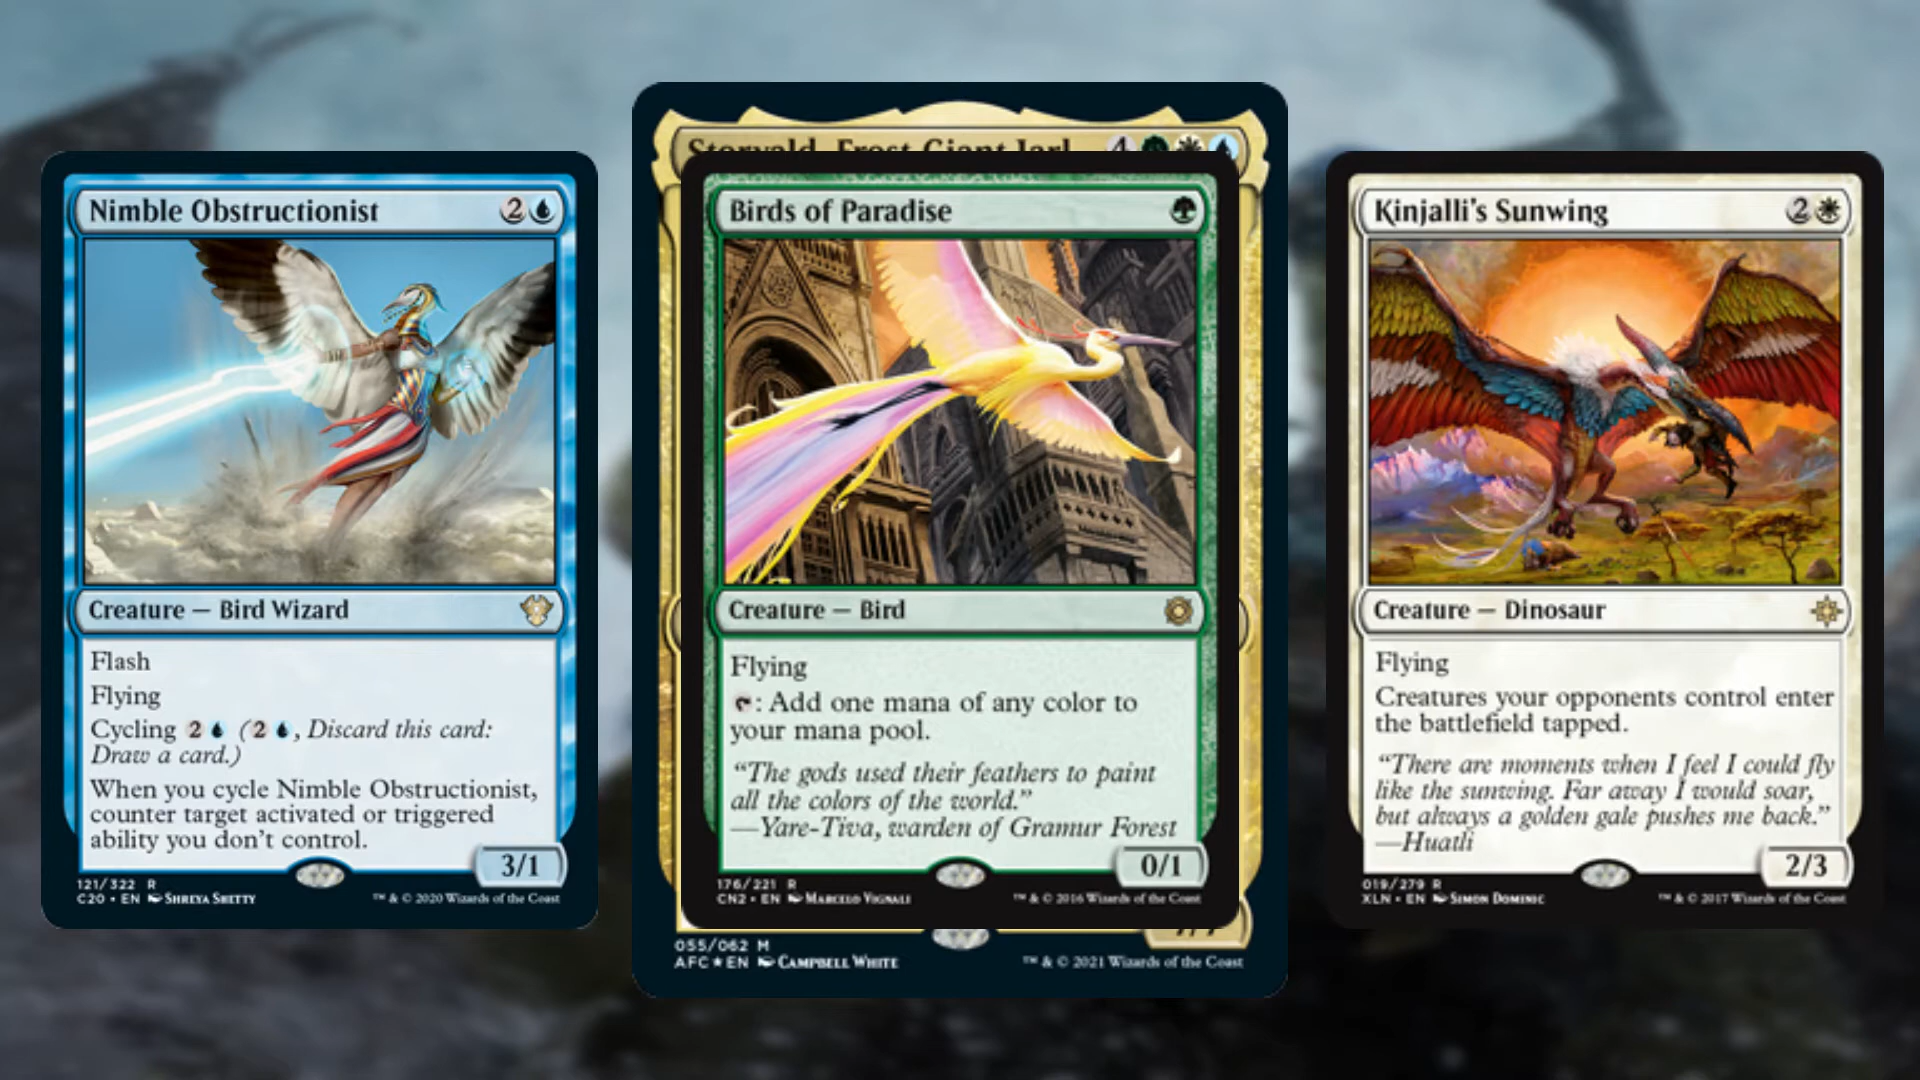 Nimble Obstructionist 2
Creature — Bird Wizard
Flash
Flying
Cycling 2 (2 , Discard this card:
Draw a card.)
When you cycle Nimble Obstructionist,
counter target activated or triggered
ability you don't control.
3/1
121/322 R
C20 • EN SHREYA SHETTY
™ & © 2020 Wizards of the Coast
Storvald, Frost Giant Jarl 4
Birds of Paradise
Creature — Bird
Flying
: Add one mana of any color to
your mana pool.
“The gods used their feathers to paint
all the colors of the world.”
—Yare-Tiva, warden of Gramur Forest
0/1
176/221 R
CN2 • EN MARCELO VIGNALI
™ & © 2016 Wizards of the Coast
055/062 M
AFC ★ EN CAMPBELL WHITE
™ & © 2021 Wizards of the Coast
Kinjalli's Sunwing 2
Creature — Dinosaur
Flying
Creatures your opponents control enter
the battlefield tapped.
“There are moments when I feel I could fly
like the sunwing. Far away I would soar,
but always a golden gale pushes me back.”
—Huatli
2/3
019/279 R
XLN • EN SIMON DOMINIC
™ & © 2017 Wizards of the Coast